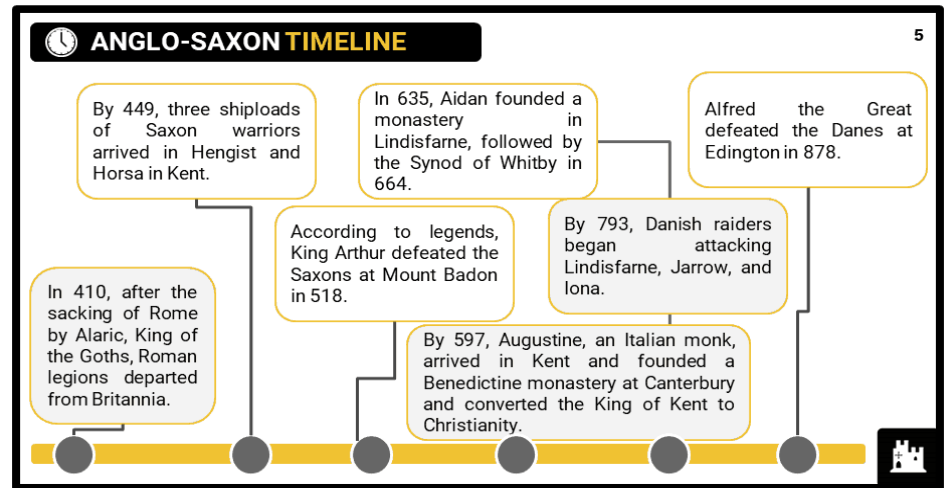 ANGLO-SAXON TIMELINE
5
By 449, three shiploads
of Saxon warriors
arrived in Hengist and
Horsa in Kent.
In 635, Aidan founded a
monastery in
Lindisfarne, followed by
the Synod of Whitby in
664.
Alfred the Great
defeated the Danes at
Edington in 878.
According to legends,
King Arthur defeated the
Saxons at Mount Badon
in 518.
By 793, Danish raiders
began attacking
Lindisfarne, Jarrow, and
Iona.
In 410, after the
sacking of Rome
by Alaric, King of
the Goths, Roman
legions departed
from Britannia.
By 597, Augustine, an Italian monk,
arrived in Kent and founded a
Benedictine monastery at Canterbury
and converted the King of Kent to
Christianity.